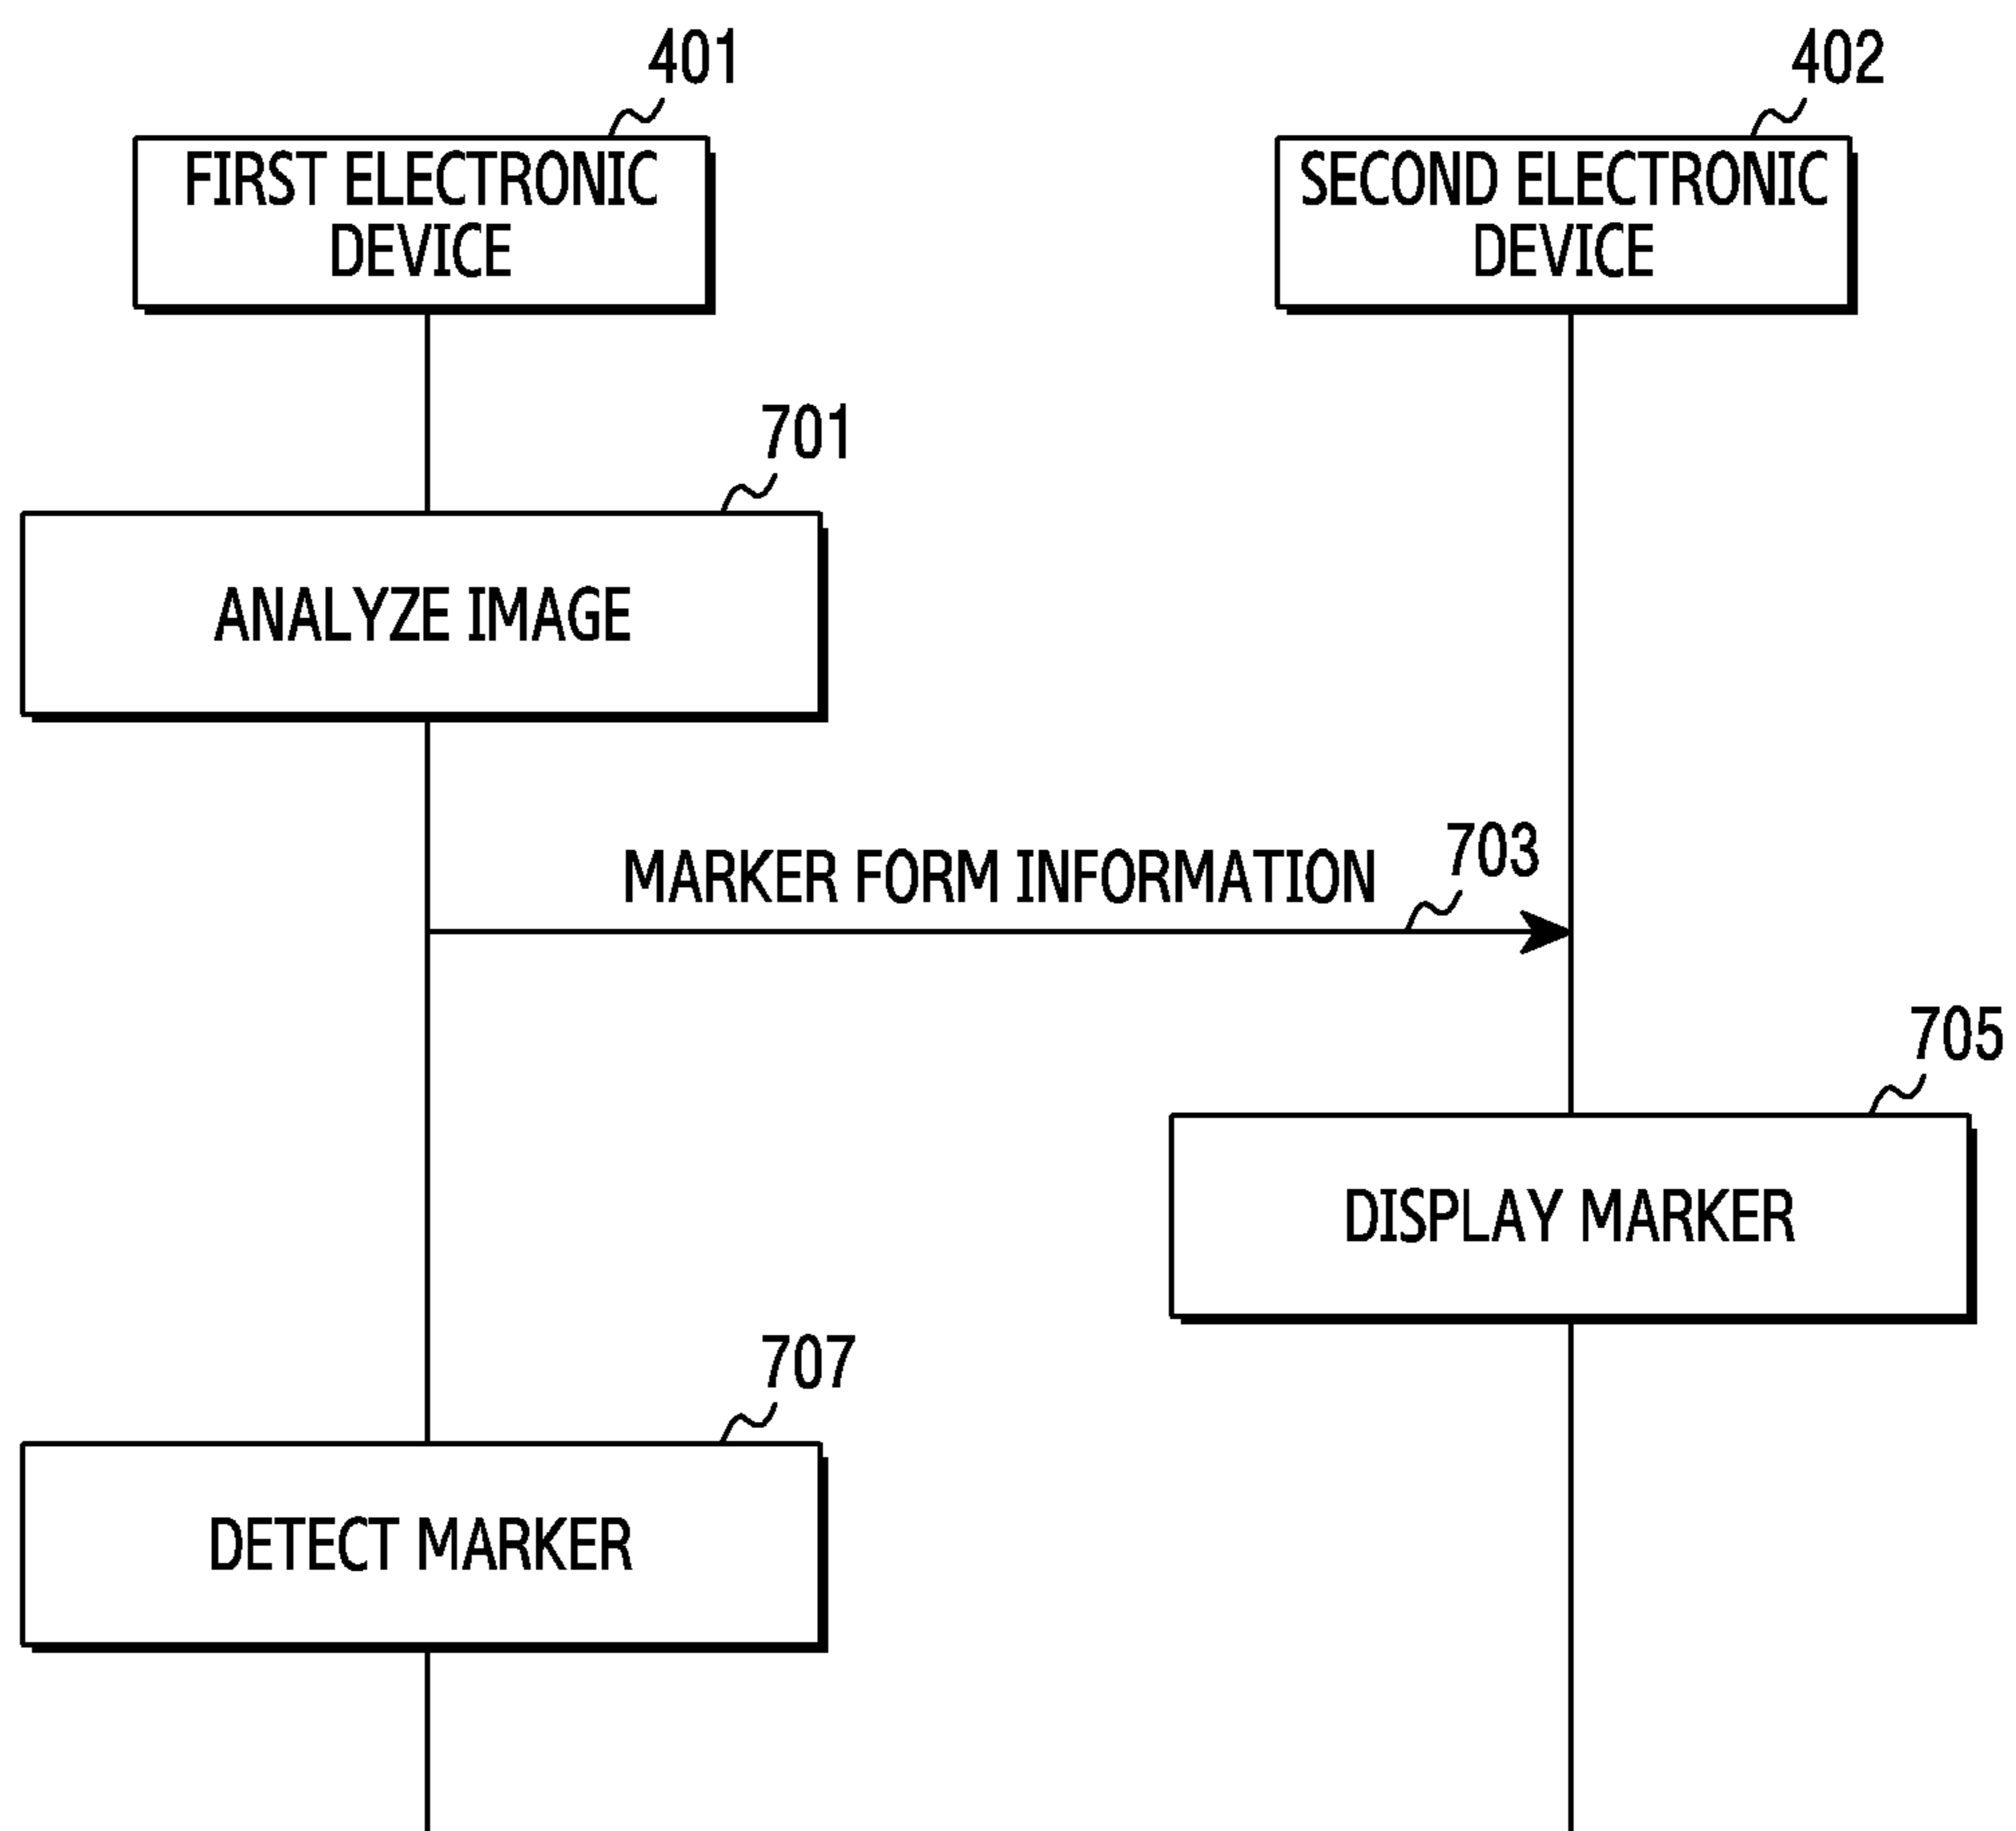 401
402
FIRST ELECTRONIC
DEVICE
SECOND ELECTRONIC
DEVICE
701
ANALYZE IMAGE
MARKER FORM INFORMATION
703
705
DISPLAY MARKER
707
DETECT MARKER